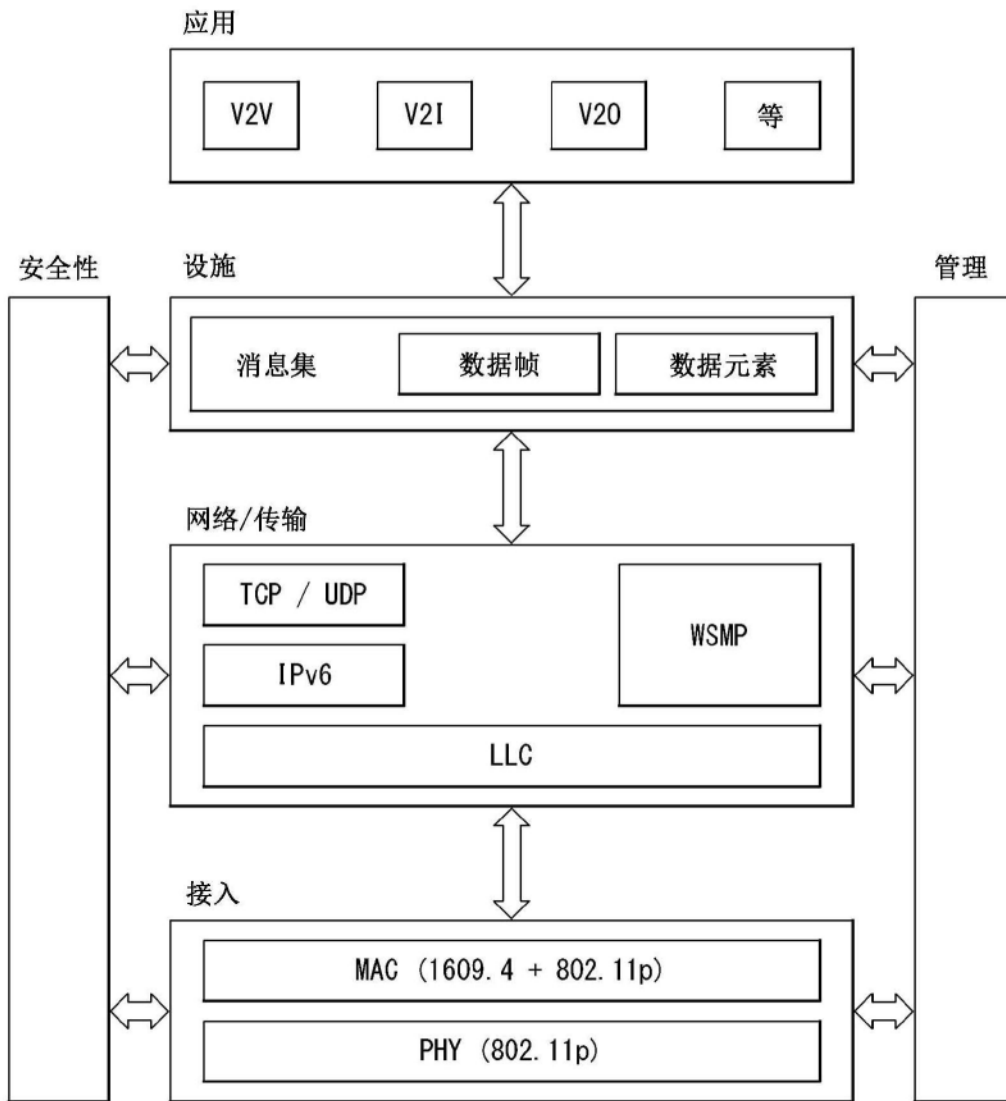 应用
V2V V2I V2O 等
安全性 设施 管理
消息集 数据帧 数据元素
网络/传输
TCP / UDP
WSMP
IPv6
LLC
接入
MAC (1609.4 + 802.11p)
PHY (802.11p)